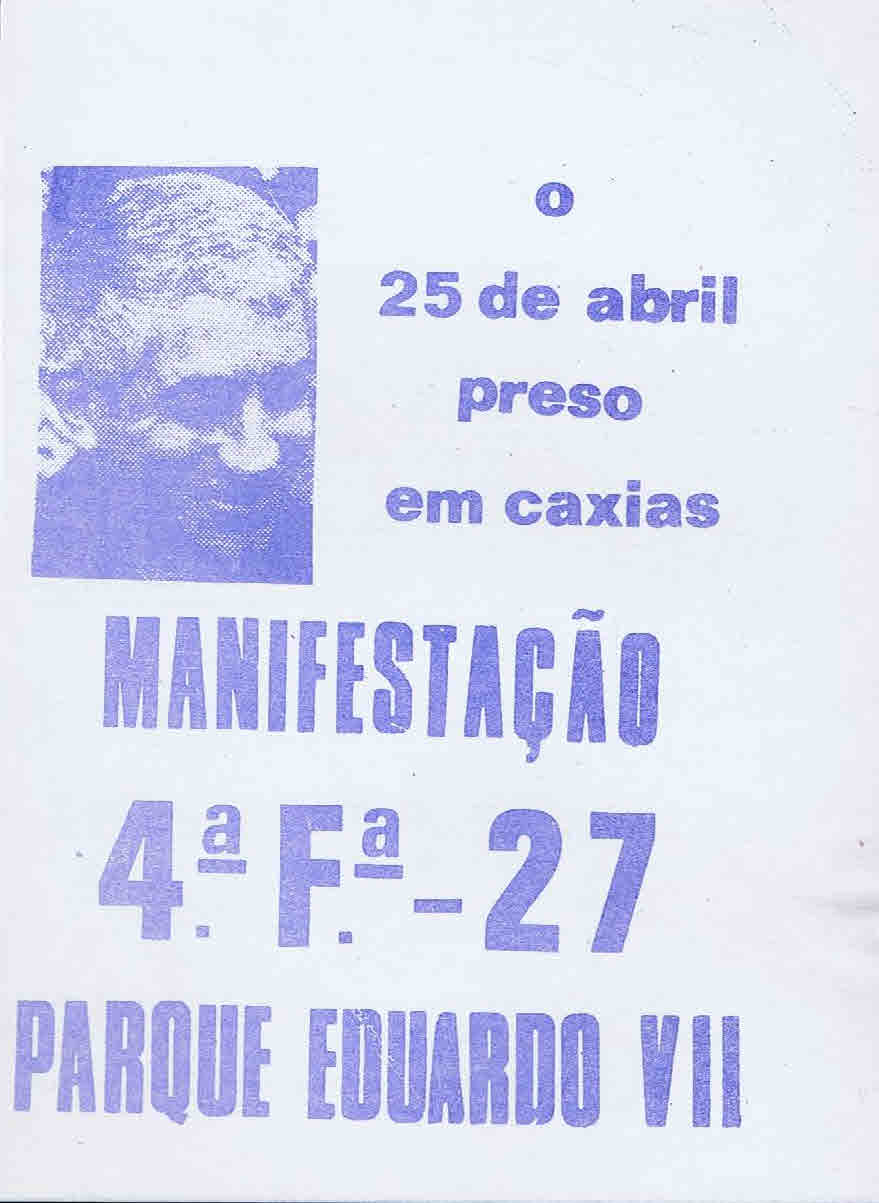 o
25 de abril
preso
em caxias
MANIFESTAÇÃO
4.ª F.ª - 27
PARQUE EDUARDO VII